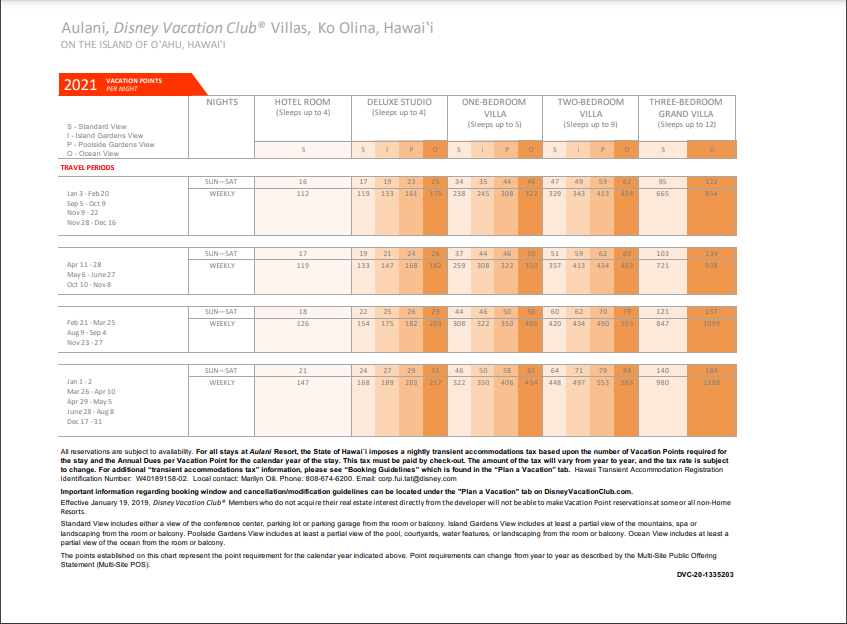 Aulani, Disney Vacation Club® Villas, Ko Olina, Hawai‘i
ON THE ISLAND OF O‘AHU, HAWAI‘I
2021 VACATION POINTS
PER NIGHT
NIGHTS
HOTEL ROOM
(Sleeps up to 4)
DELUXE STUDIO
(Sleeps up to 4)
ONE-BEDROOM
VILLA
(Sleeps up to 5)
TWO-BEDROOM
VILLA
(Sleeps up to 9)
THREE-BEDROOM
GRAND VILLA
(Sleeps up to 12)
S - Standard View
I - Island Gardens View
P - Poolside Gardens View
O - Ocean View
S S I P O S I P O S I P O S O
TRAVEL PERIODS
SUN—SAT 16 17 19 23 25 34 35 44 46 47 49 59 62 95 122
WEEKLY 112 119 133 161 175 238 245 308 322 329 343 413 434 665 854
Jan 3 - Feb 20
Sep 5 - Oct 9
Nov 9 - 22
Nov 28 - Dec 16
SUN—SAT 17 19 21 24 26 37 44 46 50 51 59 62 69 103 134
WEEKLY 119 133 147 168 182 259 308 322 350 357 413 434 483 721 938
Apr 11 - 28
May 6 - June 27
Oct 10 - Nov 8
SUN—SAT 18 22 25 26 29 44 46 50 58 60 62 70 79 121 157
WEEKLY 126 154 175 182 203 308 322 350 406 420 434 490 553 847 1099
Feb 21 - Mar 25
Aug 9 - Sep 4
Nov 23 - 27
SUN—SAT 21 24 27 29 31 46 50 58 62 64 71 79 84 140 184
WEEKLY 147 168 189 203 217 322 350 406 434 448 497 553 588 980 1288
Jan 1 - 2
Mar 26 - Apr 10
Apr 29 - May 5
June 28 - Aug 8
Dec 17 - 31
All reservations are subject to availability. For all stays at Aulani Resort, the State of Hawai`i imposes a nightly transient accommodations tax based upon the number of Vacation Points required for
the stay and the Annual Dues per Vacation Point for the calendar year of the stay. This tax must be paid by check-out. The amount of the tax will vary from year to year, and the tax rate is subject
to change. For additional “transient accommodations tax” information, please see “Booking Guidelines” which is found in the “Plan a Vacation” tab. Hawaii Transient Accommodation Registration
Identification Number: W40189158-02. Local contact: Marilyn Oili. Phone: 808-674-6200. Email: corp.fui.tat@disney.com
Important information regarding booking window and cancellation/modification guidelines can be located under the "Plan a Vacation" tab on DisneyVacationClub.com.
Effective January 19, 2019, Disney Vacation Club® Members who do not acquire their real estate interest directly from the developer will not be able to make Vacation Point reservations at some or all non-Home
Resorts.
Standard View includes either a view of the conference center, parking lot or parking garage from the room or balcony. Island Gardens View includes at least a partial view of the mountains, spa or
landscaping from the room or balcony. Poolside Gardens View includes at least a partial view of the pool, courtyards, water features, or landscaping from the room or balcony. Ocean View includes at least a
partial view of the ocean from the room or balcony.
The points established on this chart represent the point requirement for the calendar year indicated above. Point requirements can change from year to year as described by the Multi-Site Public Offering
Statement (Multi-Site POS).
DVC-20-1335203